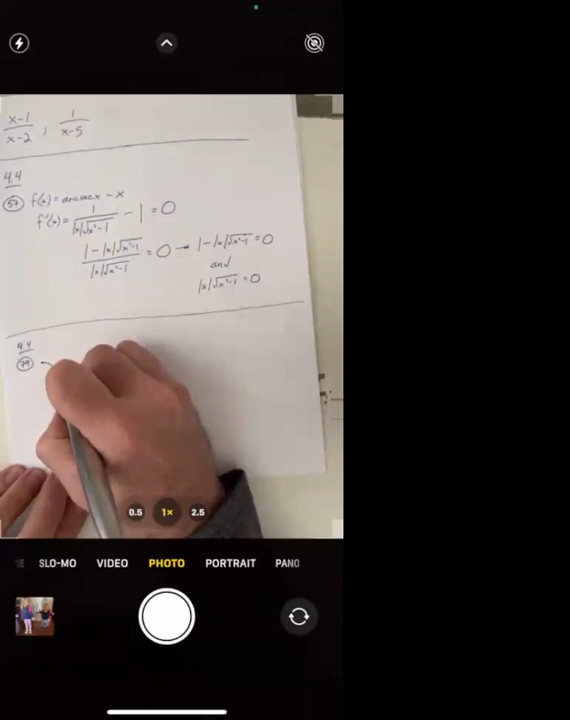 x-1/x-2 , 1/x-5
4.4
57 f(x) = arcsecx - x
f'(x) = 1/|x|√x²-1 - 1 = 0
1-|x|√x²-1/|x|√x²-1 = 0 → 1-|x|√x²-1 = 0
and
|x|√x²-1 = 0
4.4
79
0.5 1× 2.5
SLO-MO VIDEO PHOTO PORTRAIT PANO